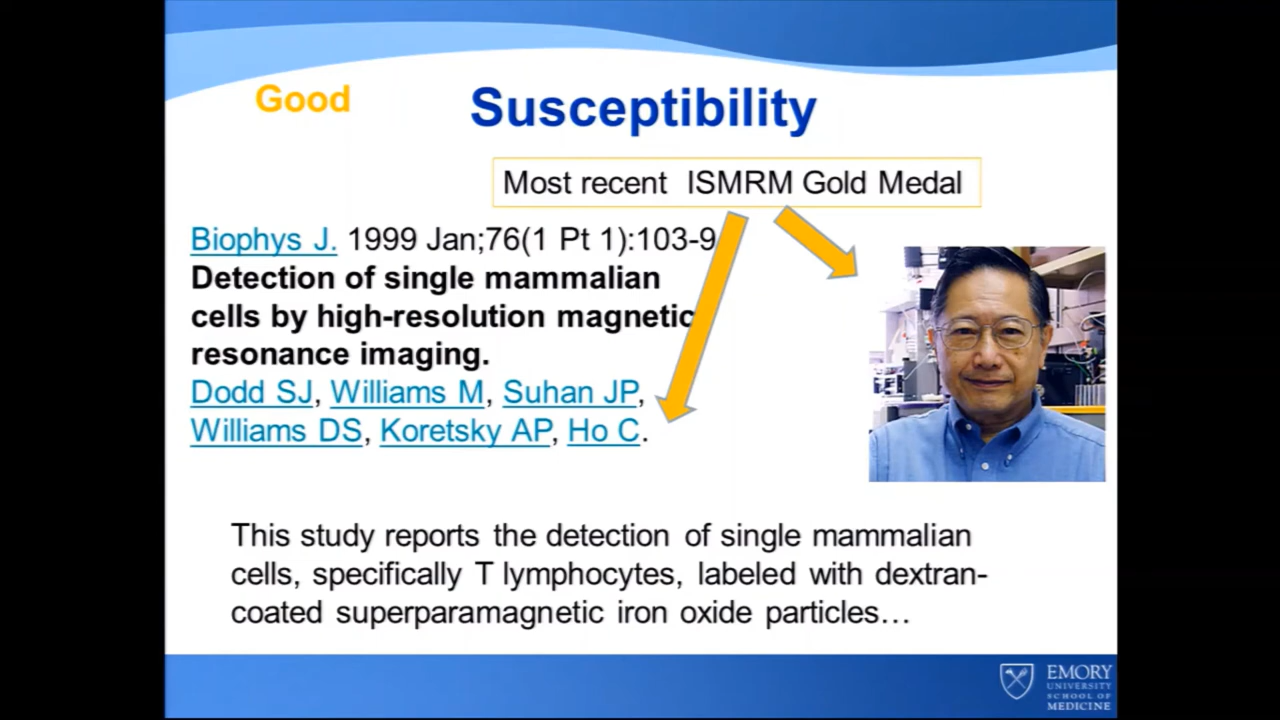 Good
Susceptibility
Most recent ISMRM Gold Medal
Biophys J. 1999 Jan;76(1 Pt 1):103-9
Detection of single mammalian
cells by high-resolution magnetic
resonance imaging.
Dodd SJ, Williams M, Suhan JP,
Williams DS, Koretsky AP, Ho C.
This study reports the detection of single mammalian
cells, specifically T lymphocytes, labeled with dextran-
coated superparamagnetic iron oxide particles…
EMORY
UNIVERSITY
SCHOOL OF
MEDICINE